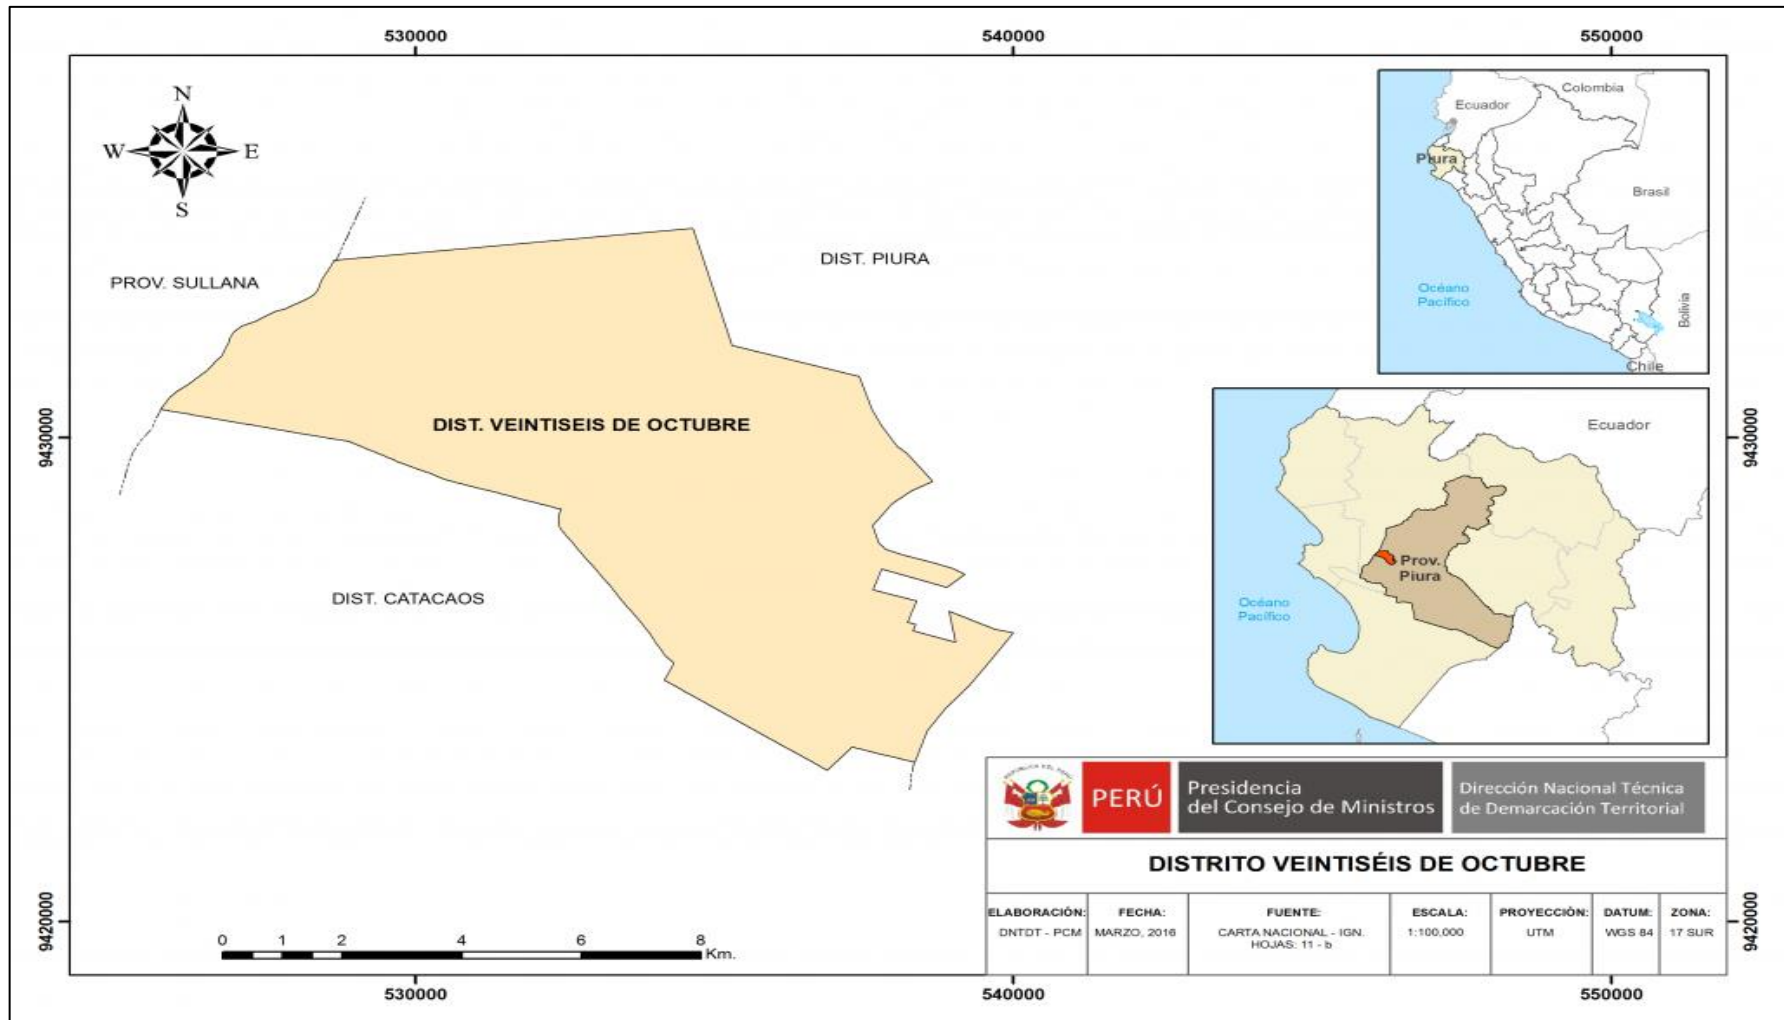 530000
540000
550000
N
W
E
S
PROV. SULLANA
DIST. PIURA
DIST. VEINTISEIS DE OCTUBRE
DIST. CATACAOS
9430000
9420000
9430000
9420000
Colombia
Ecuador
Piura
Brasil
Océano
Pacífico
Bolivia
Chile
Ecuador
Prov.
Piura
Océano
Pacífico
REPÚBLICA DEL PERÚ
PERÚ
Presidencia
del Consejo de Ministros
Dirección Nacional Técnica
de Demarcación Territorial
DISTRITO VEINTISÉIS DE OCTUBRE
ELABORACIÓN:
DNTDT - PCM
FECHA:
MARZO, 2016
FUENTE:
CARTA NACIONAL - IGN.
HOJAS: 11 - b
ESCALA:
1:100,000
PROYECCIÓN:
UTM
DATUM:
WGS 84
ZONA:
17 SUR
0 1 2 4 6 8
Km.
530000
540000
550000